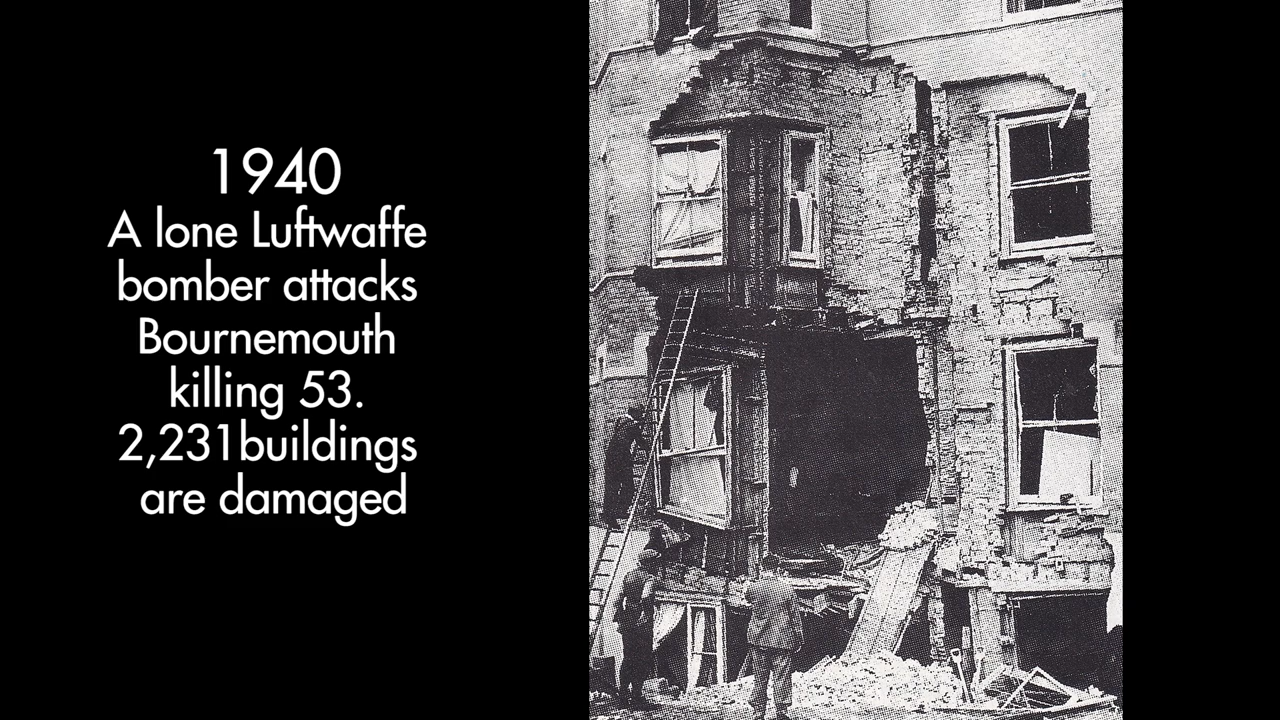 1940
A lone Luftwaffe
bomber attacks
Bournemouth
killing 53.
2,231buildings
are damaged